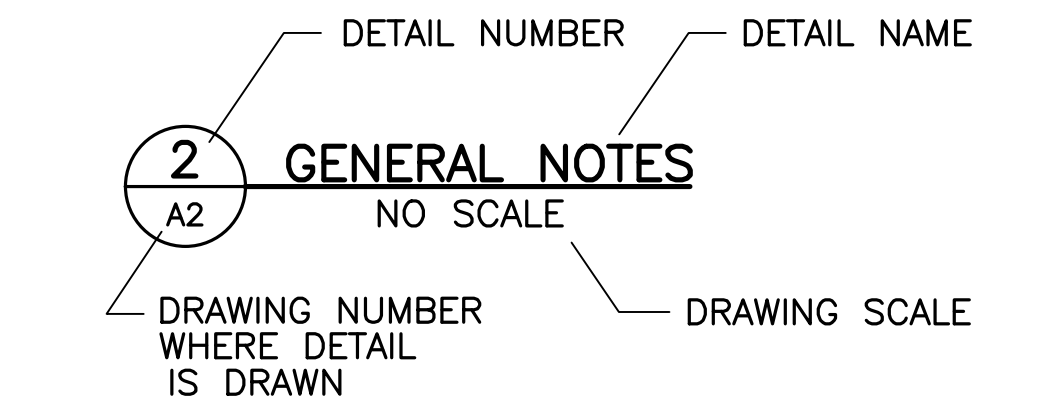 DETAIL NUMBER
DETAIL NAME
2
GENERAL NOTES
A2
NO SCALE
DRAWING NUMBER
WHERE DETAIL
IS DRAWN
DRAWING SCALE